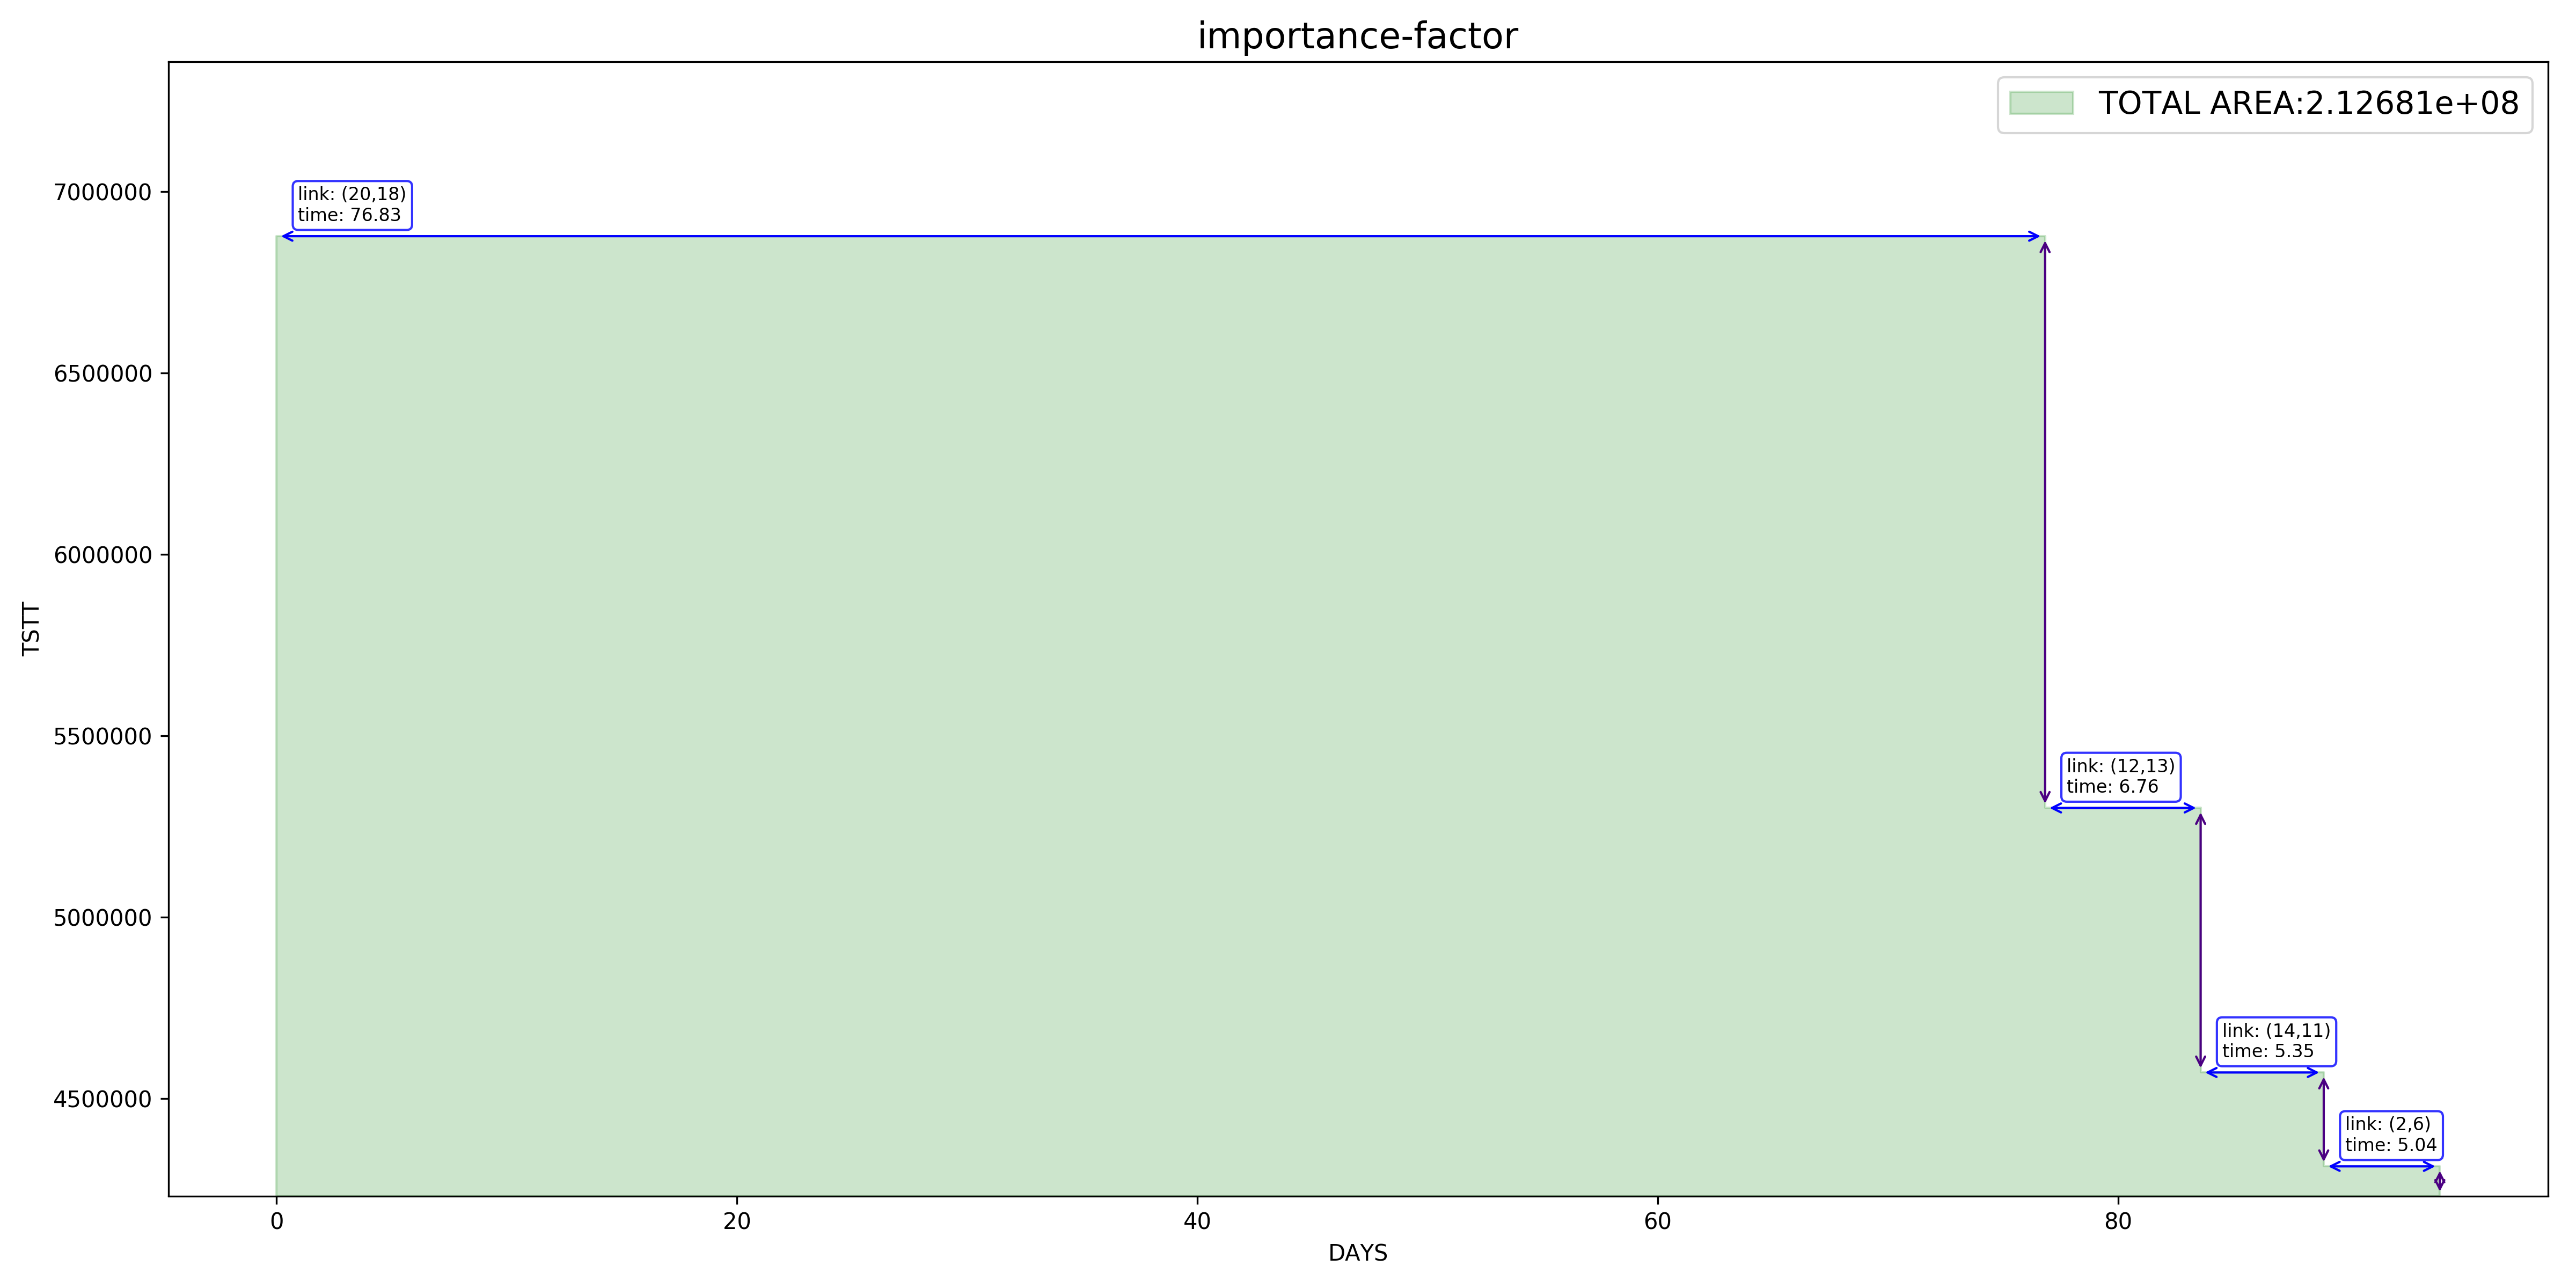 importance-factor
TOTAL AREA:2.12681e+08
7000000
6500000
6000000
5500000
5000000
4500000
TSTT
link: (20,18)
time: 76.83
link: (12,13)
time: 6.76
link: (14,11)
time: 5.35
link: (2,6)
time: 5.04
0
20
40
60
80
DAYS